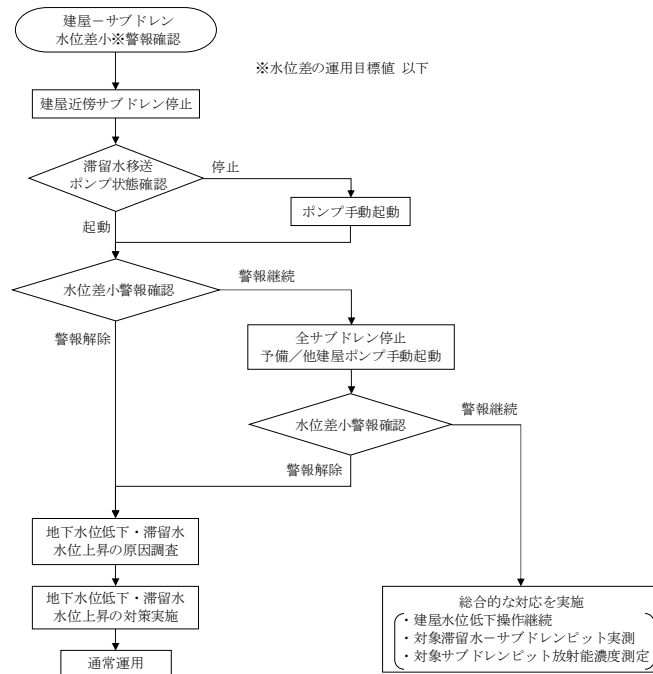 建屋－サブドレン
水位差小※警報確認
※水位差の運用目標値 以下
建屋近傍サブドレン停止
滞留水移送
ポンプ状態確認
停止
ポンプ手動起動
起動
水位差小警報確認
警報継続
警報解除
全サブドレン停止
予備／他建屋ポンプ手動起動
水位差小警報確認
警報継続
警報解除
地下水位低下・滞留水
水位上昇の原因調査
地下水位低下・滞留水
水位上昇の対策実施
通常運用
総合的な対応を実施
・建屋水位低下操作継続
・対象滞留水－サブドレンピット実測
・対象サブドレンピット放射能濃度測定